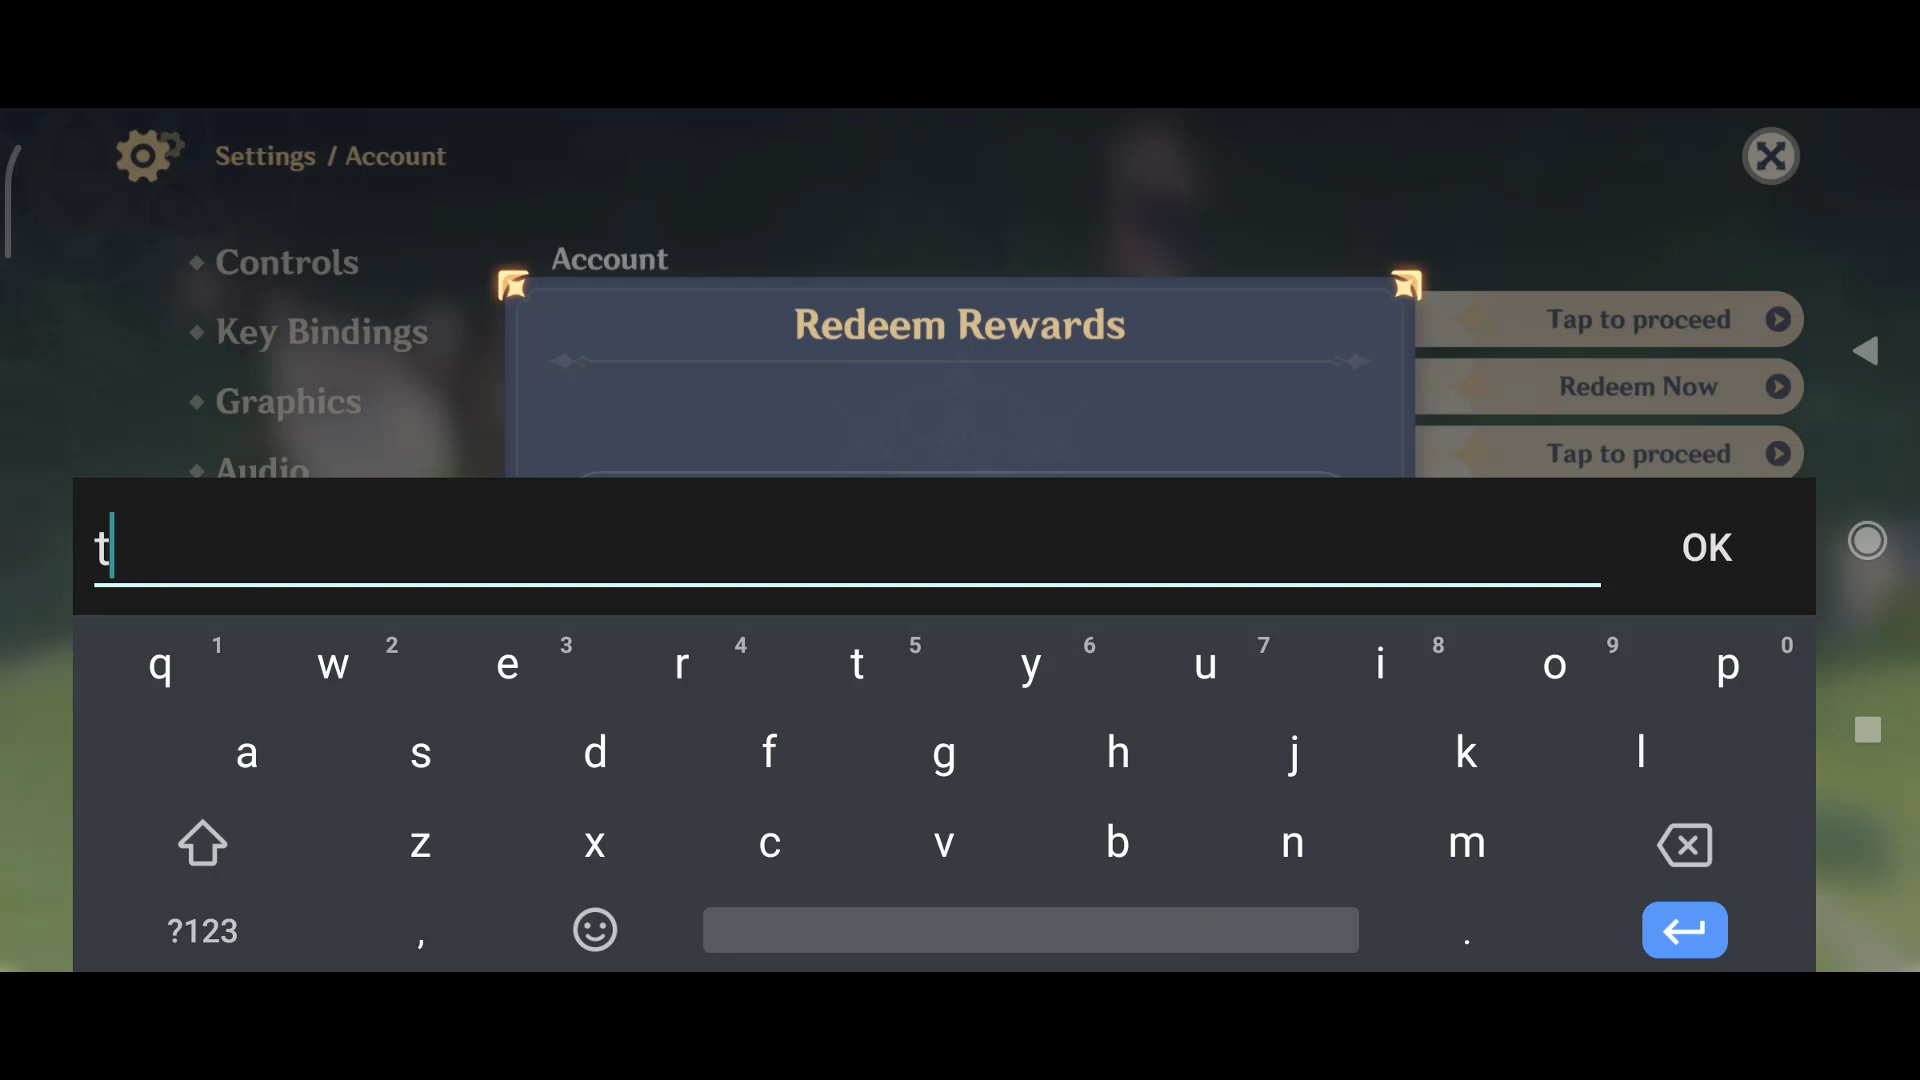 Settings / Account
Controls
Key Bindings
Graphics
Audio
Account
Redeem Rewards
Tap to proceed
Redeem Now
Tap to proceed
t
OK
q 1 w 2 e 3 r 4 t 5 y 6 u 7 i 8 o 9 p 0
a s d f g h j k l
z x c v b n m
?123 , .